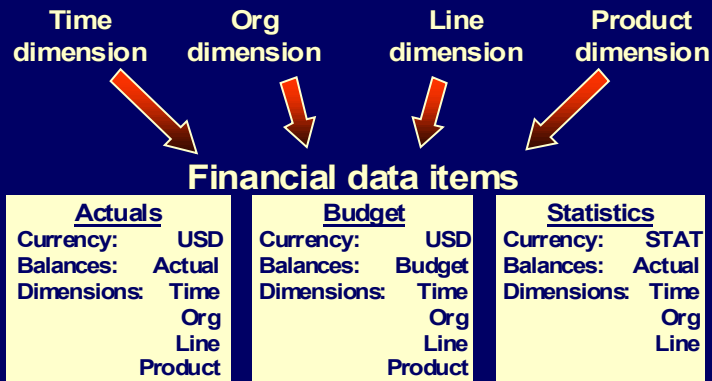 Time dimension
Org dimension
Line dimension
Product dimension
Financial data items
Actuals
Currency: USD
Balances: Actual
Dimensions: Time
Org
Line
Product
Budget
Currency: USD
Balances: Budget
Dimensions: Time
Org
Line
Product
Statistics
Currency: STAT
Balances: Actual
Dimensions: Time
Org
Line